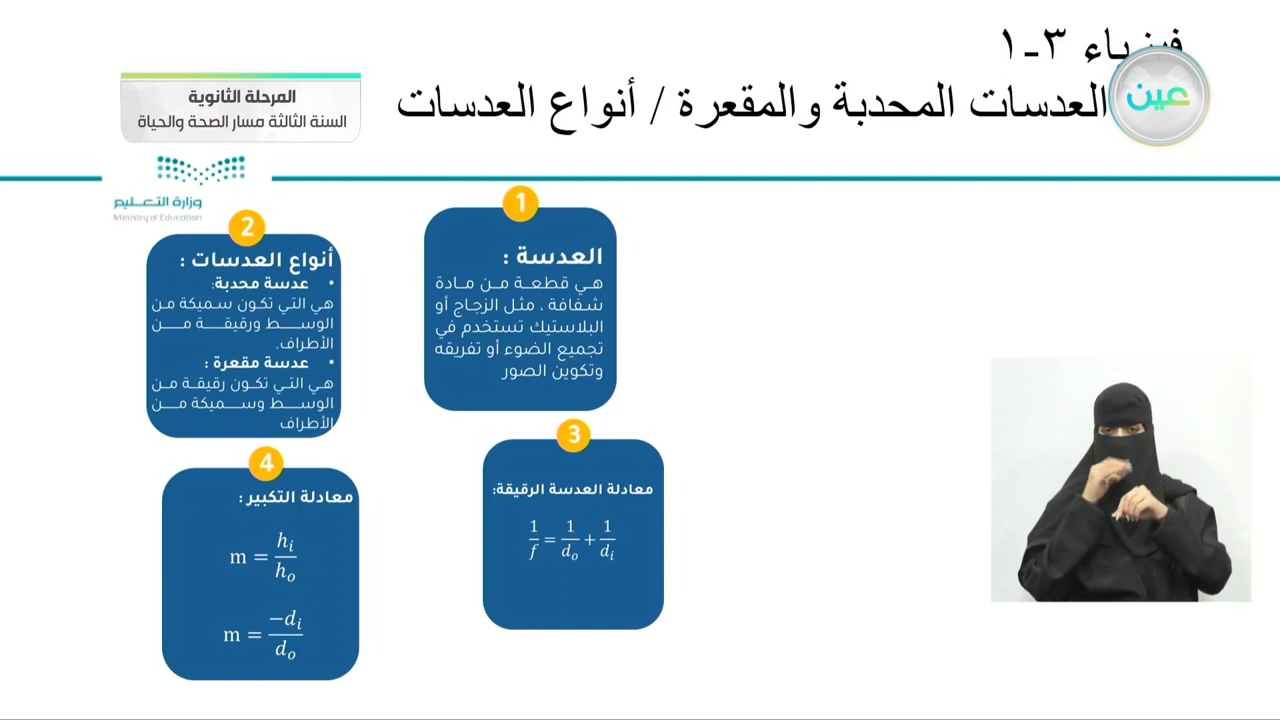 فيزياء ٣-١
العدسات المحدبة والمقعرة / أنواع العدسات
عين
المرحلة الثانوية
السنة الثالثة مسار الصحة والحياة
وزارة التعليم
Ministry of Education
1
العدسة :
هي قطعة من مادة
شفافة ، مثل الزجاج أو
البلاستيك تستخدم في
تجميع الضوء أو تفريقه
وتكوين الصور
2
أنواع العدسات :
• عدسة محدبة:
هي التي تكون سميكة من
الوسط ورقيقة من
الأطراف.
• عدسة مقعرة :
هي التي تكون رقيقة من
الوسط وسميكة من
الأطراف
3
معادلة العدسة الرقيقة:
1/f = 1/d_o + 1/d_i
4
معادلة التكبير :
m = h_i/h_o
m = -d_i/d_o